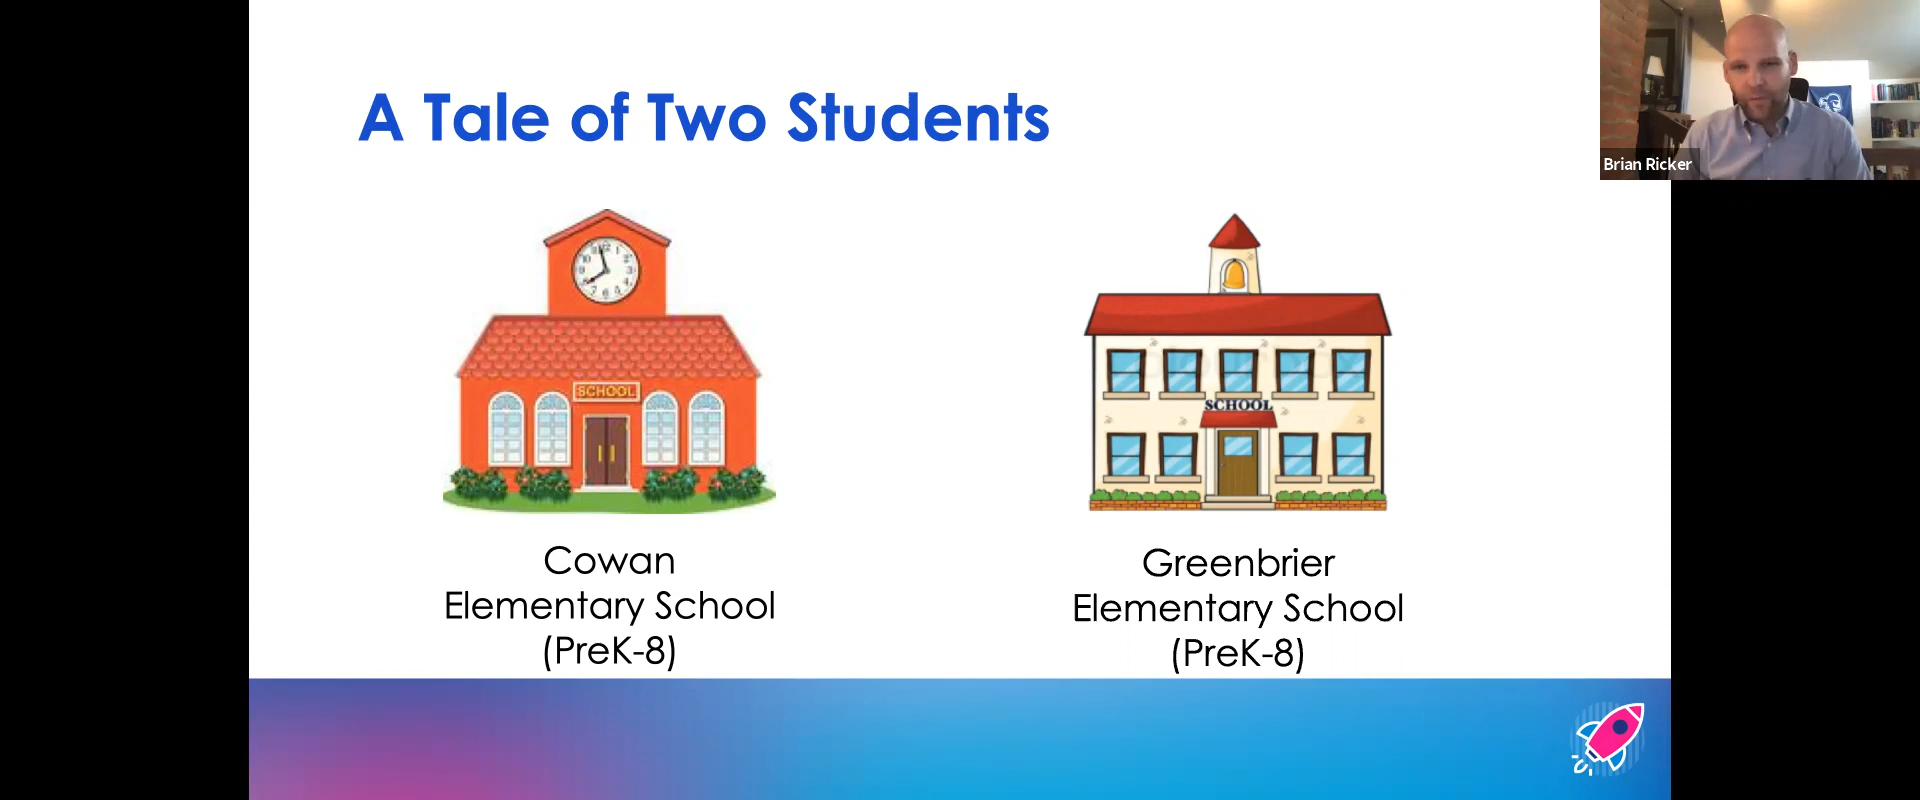 A Tale of Two Students
Brian Ricker
SCHOOL
SCHOOL
Cowan
Elementary School
(PreK-8)
Greenbrier
Elementary School
(PreK-8)